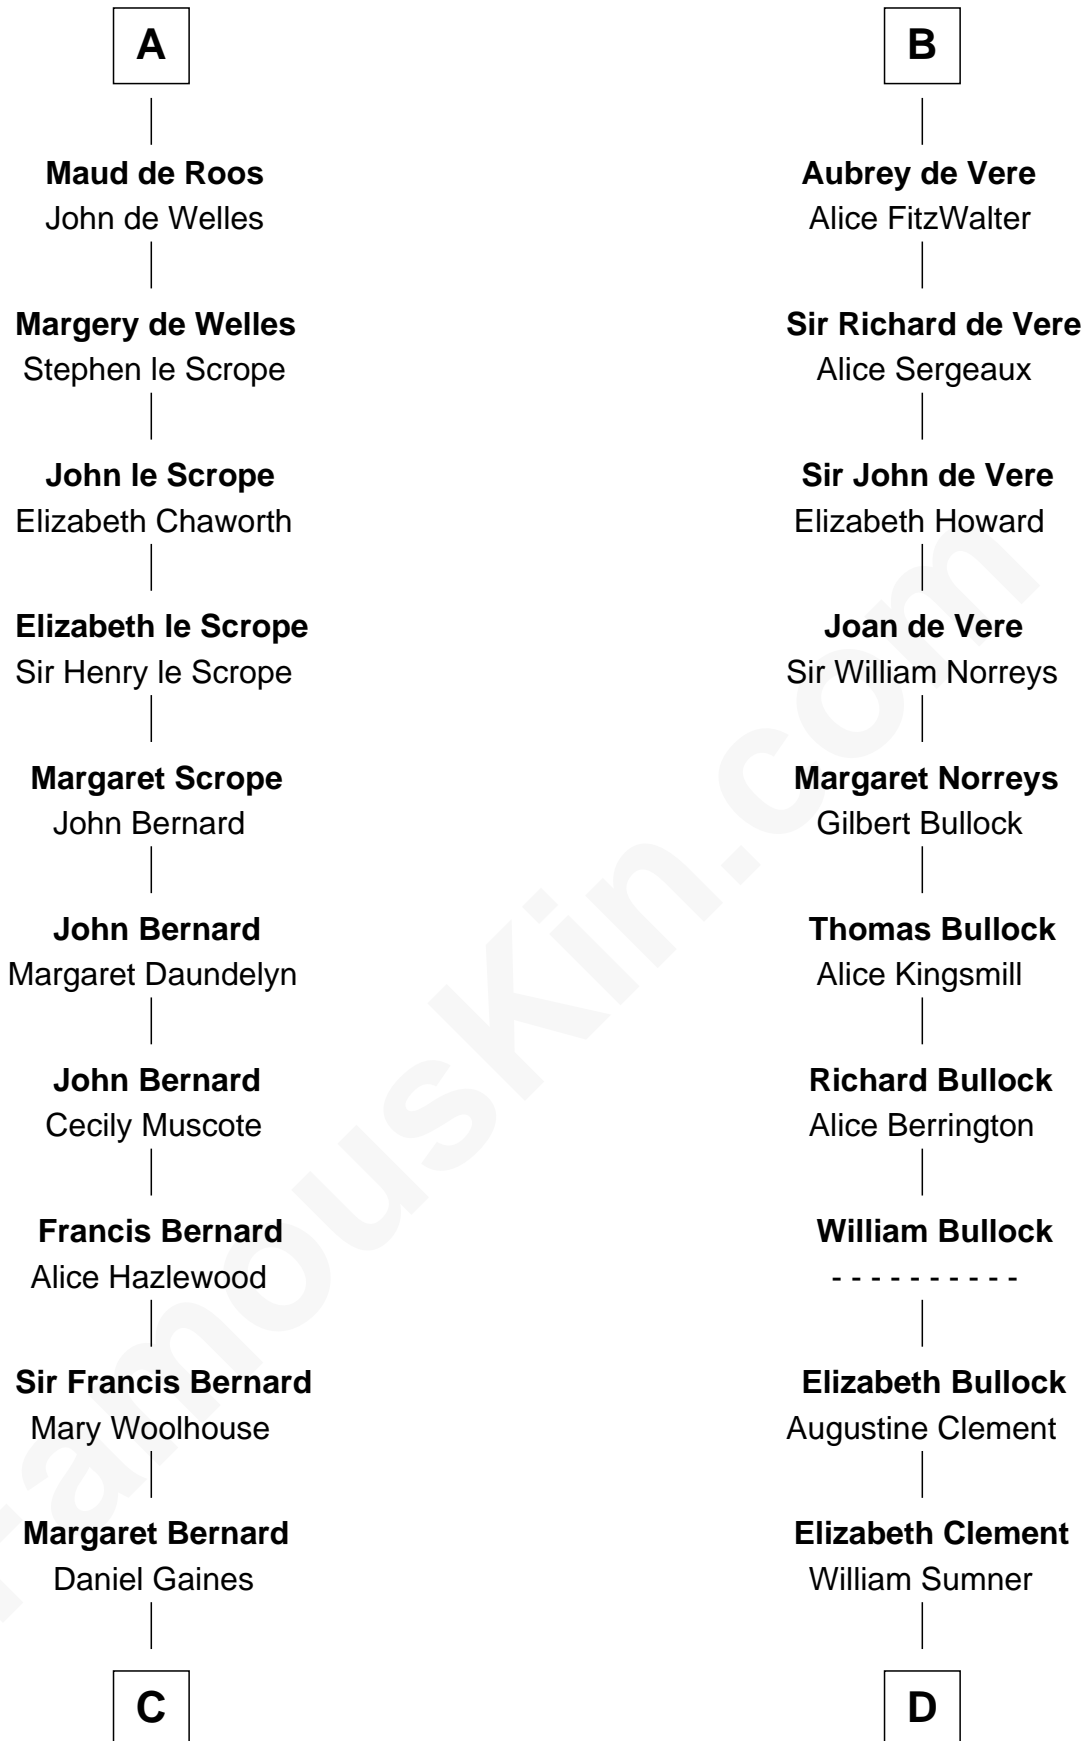 A
Maud de Roos
John de Welles
Margery de Welles
Stephen le Scrope
John le Scrope
Elizabeth Chaworth
Elizabeth le Scrope
Sir Henry le Scrope
Margaret Scrope
John Bernard
John Bernard
Margaret Daundelyn
John Bernard
Cecily Muscote
Francis Bernard
Alice Hazlewood
Sir Francis Bernard
Mary Woolhouse
Margaret Bernard
Daniel Gaines
C
B
Aubrey de Vere
Alice FitzWalter
Sir Richard de Vere
Alice Sergeaux
Sir John de Vere
Elizabeth Howard
Joan de Vere
Sir William Norreys
Margaret Norreys
Gilbert Bullock
Thomas Bullock
Alice Kingsmill
Richard Bullock
Alice Berrington
William Bullock
- - - - - - - - - -
Elizabeth Bullock
Augustine Clement
Elizabeth Clement
William Sumner
D
FamousKin.com